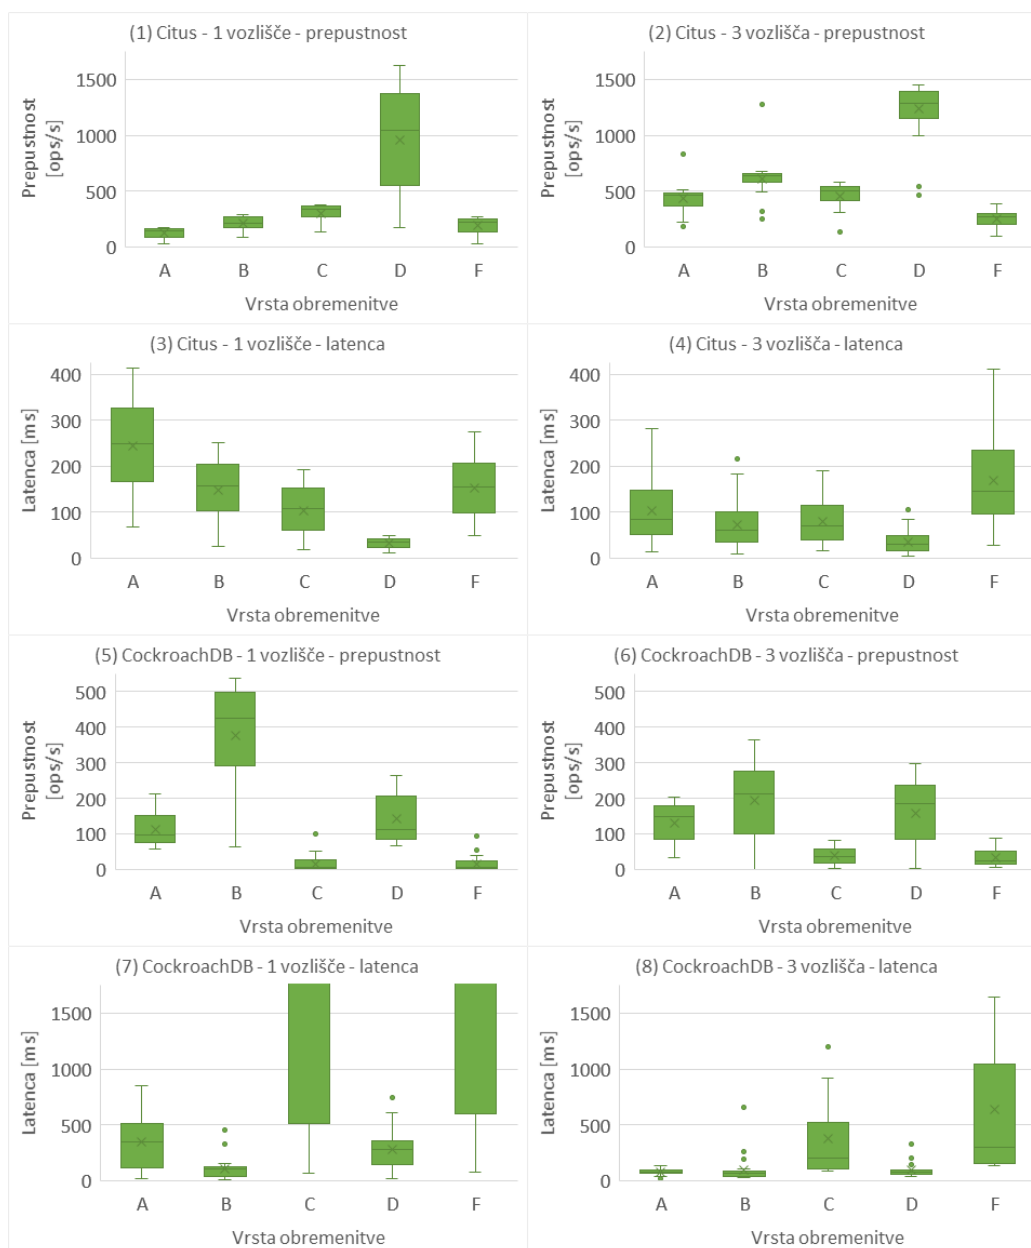 (1) Citus - 1 vozlišče - prepustnost
Prepustnost
[ops/s]
1500
1000
500
0
A B C D F
Vrsta obremenitve
(2) Citus - 3 vozlišča - prepustnost
Prepustnost
[ops/s]
1500
1000
500
0
A B C D F
Vrsta obremenitve
(3) Citus - 1 vozlišče - latenca
Latenca [ms]
400
300
200
100
0
A B C D F
Vrsta obremenitve
(4) Citus - 3 vozlišča - latenca
Latenca [ms]
400
300
200
100
0
A B C D F
Vrsta obremenitve
(5) CockroachDB - 1 vozlišče - prepustnost
Prepustnost
[ops/s]
500
400
300
200
100
0
A B C D F
Vrsta obremenitve
(6) CockroachDB - 3 vozlišča - prepustnost
Prepustnost
[ops/s]
500
400
300
200
100
0
A B C D F
Vrsta obremenitve
(7) CockroachDB - 1 vozlišče - latenca
Latenca [ms]
1500
1000
500
0
A B C D F
Vrsta obremenitve
(8) CockroachDB - 3 vozlišča - latenca
Latenca [ms]
1500
1000
500
0
A B C D F
Vrsta obremenitve